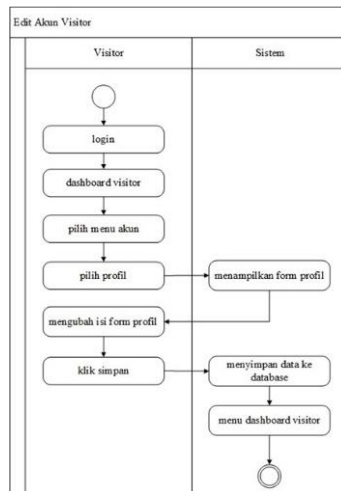 Edit Akun Visitor
Visitor
Sistem
login
dashboard visitor
pilih menu akun
pilih profil
menampilkan form profil
mengubah isi form profil
klik simpan
menyimpan data ke
database
menu dashboard visitor